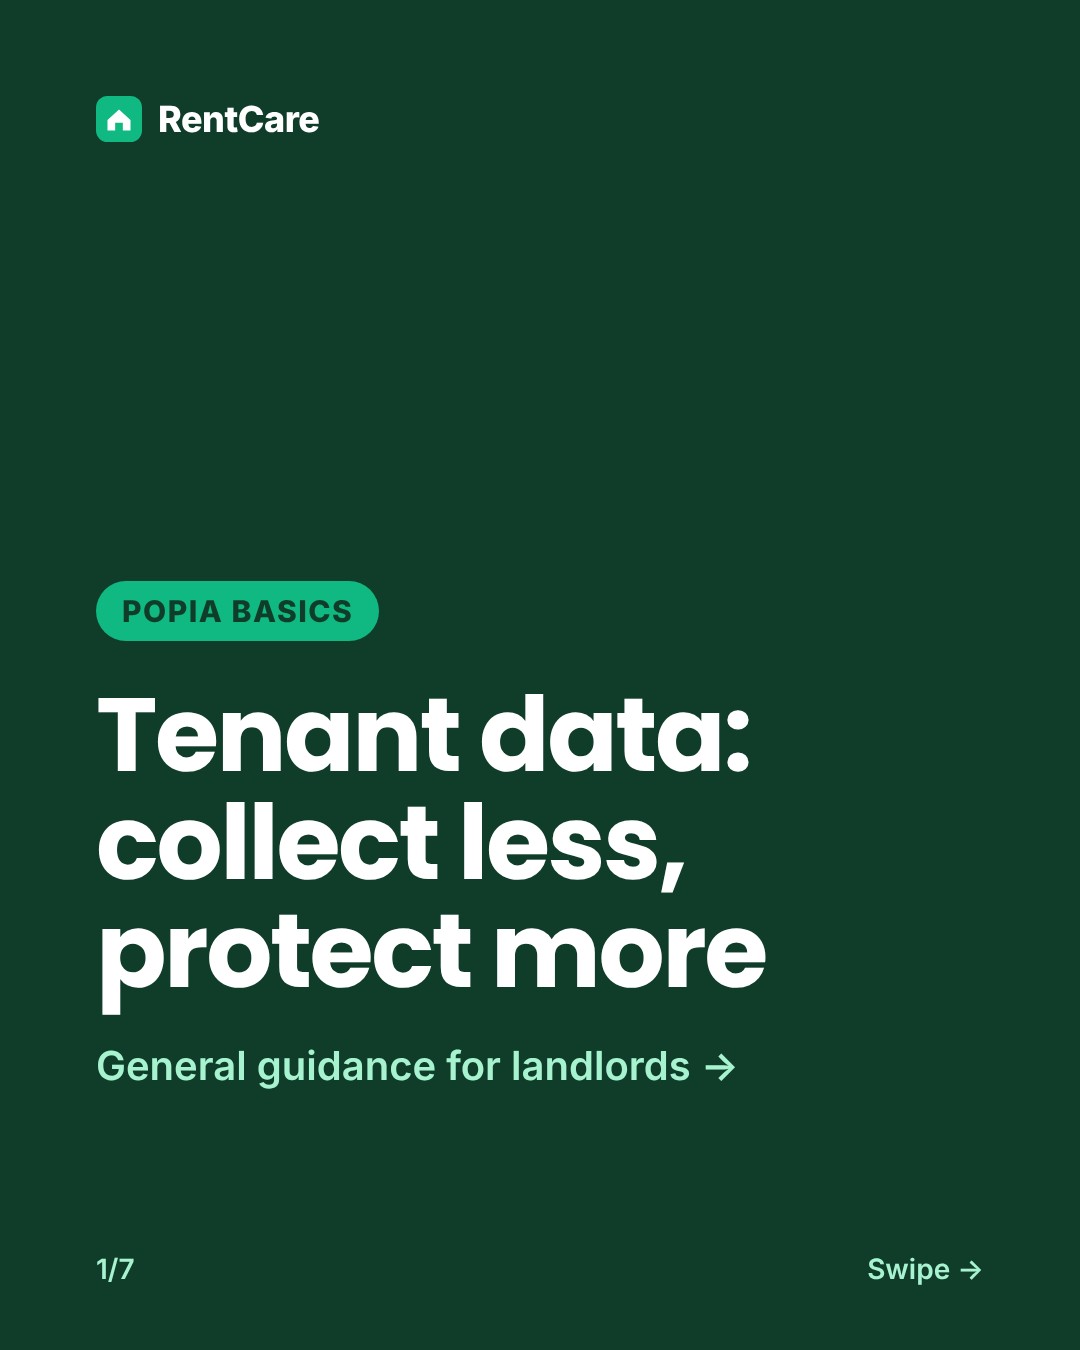 RentCare
POPIA BASICS
Tenant data:
collect less,
protect more
General guidance for landlords →
1/7
Swipe →